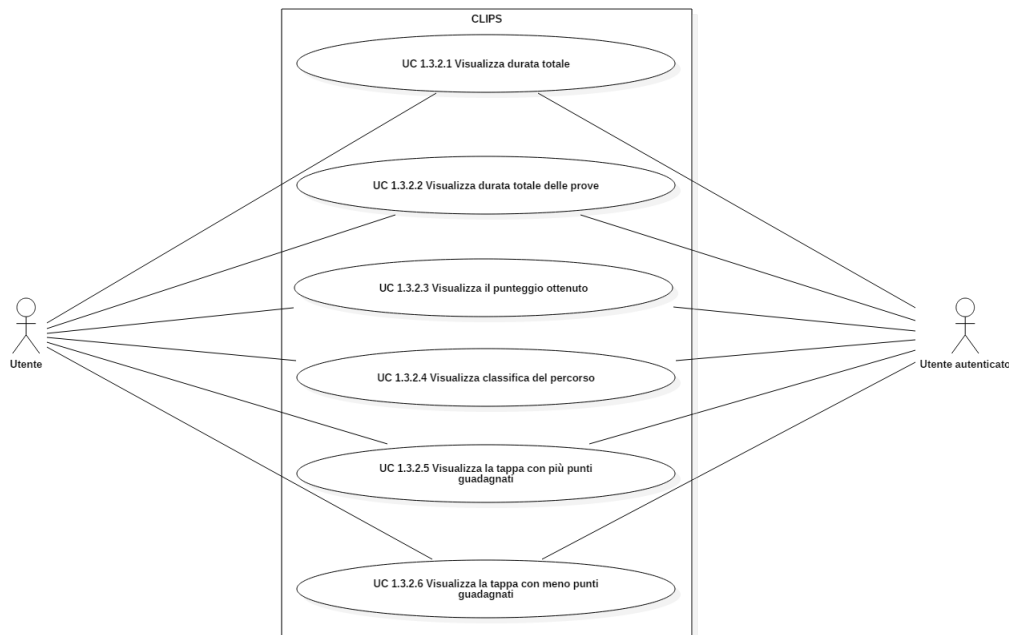 CLIPS
UC 1.3.2.1 Visualizza durata totale
UC 1.3.2.2 Visualizza durata totale delle prove
UC 1.3.2.3 Visualizza il punteggio ottenuto
Utente
Utente autenticato
UC 1.3.2.4 Visualizza classifica del percorso
UC 1.3.2.5 Visualizza la tappa con più punti
guadagnati
UC 1.3.2.6 Visualizza la tappa con meno punti
guadagnati